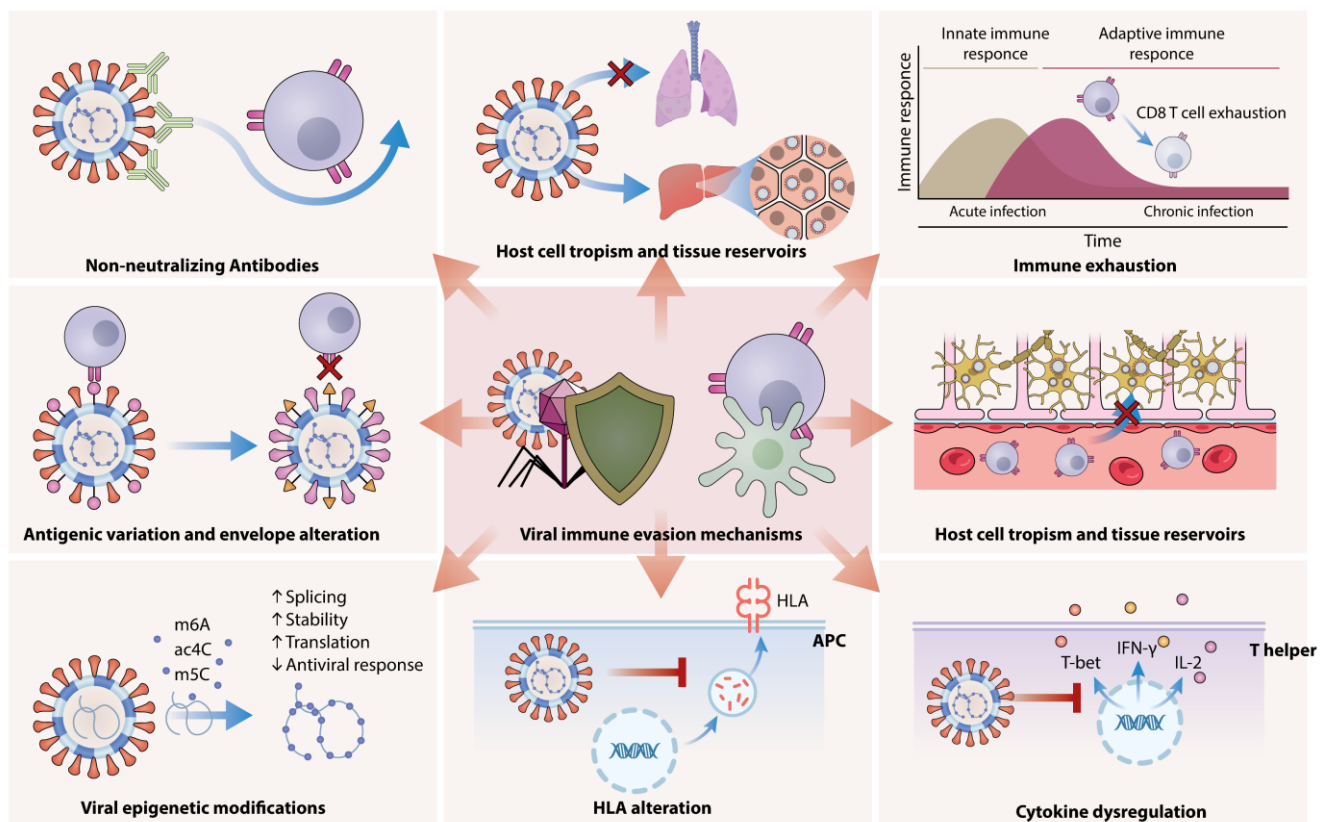 Non-neutralizing Antibodies
Host cell tropism and tissue reservoirs
Innate immune
responce
Adaptive immune
responce
Immune responce
CD8 T cell exhaustion
Acute infection
Chronic infection
Time
Immune exhaustion
Antigenic variation and envelope alteration
Viral immune evasion mechanisms
Host cell tropism and tissue reservoirs
m6A
ac4C
m5C
↑ Splicing
↑ Stability
↑ Translation
↓ Antiviral response
Viral epigenetic modifications
HLA
APC
HLA alteration
T-bet
IFN-γ
IL-2
T helper
Cytokine dysregulation